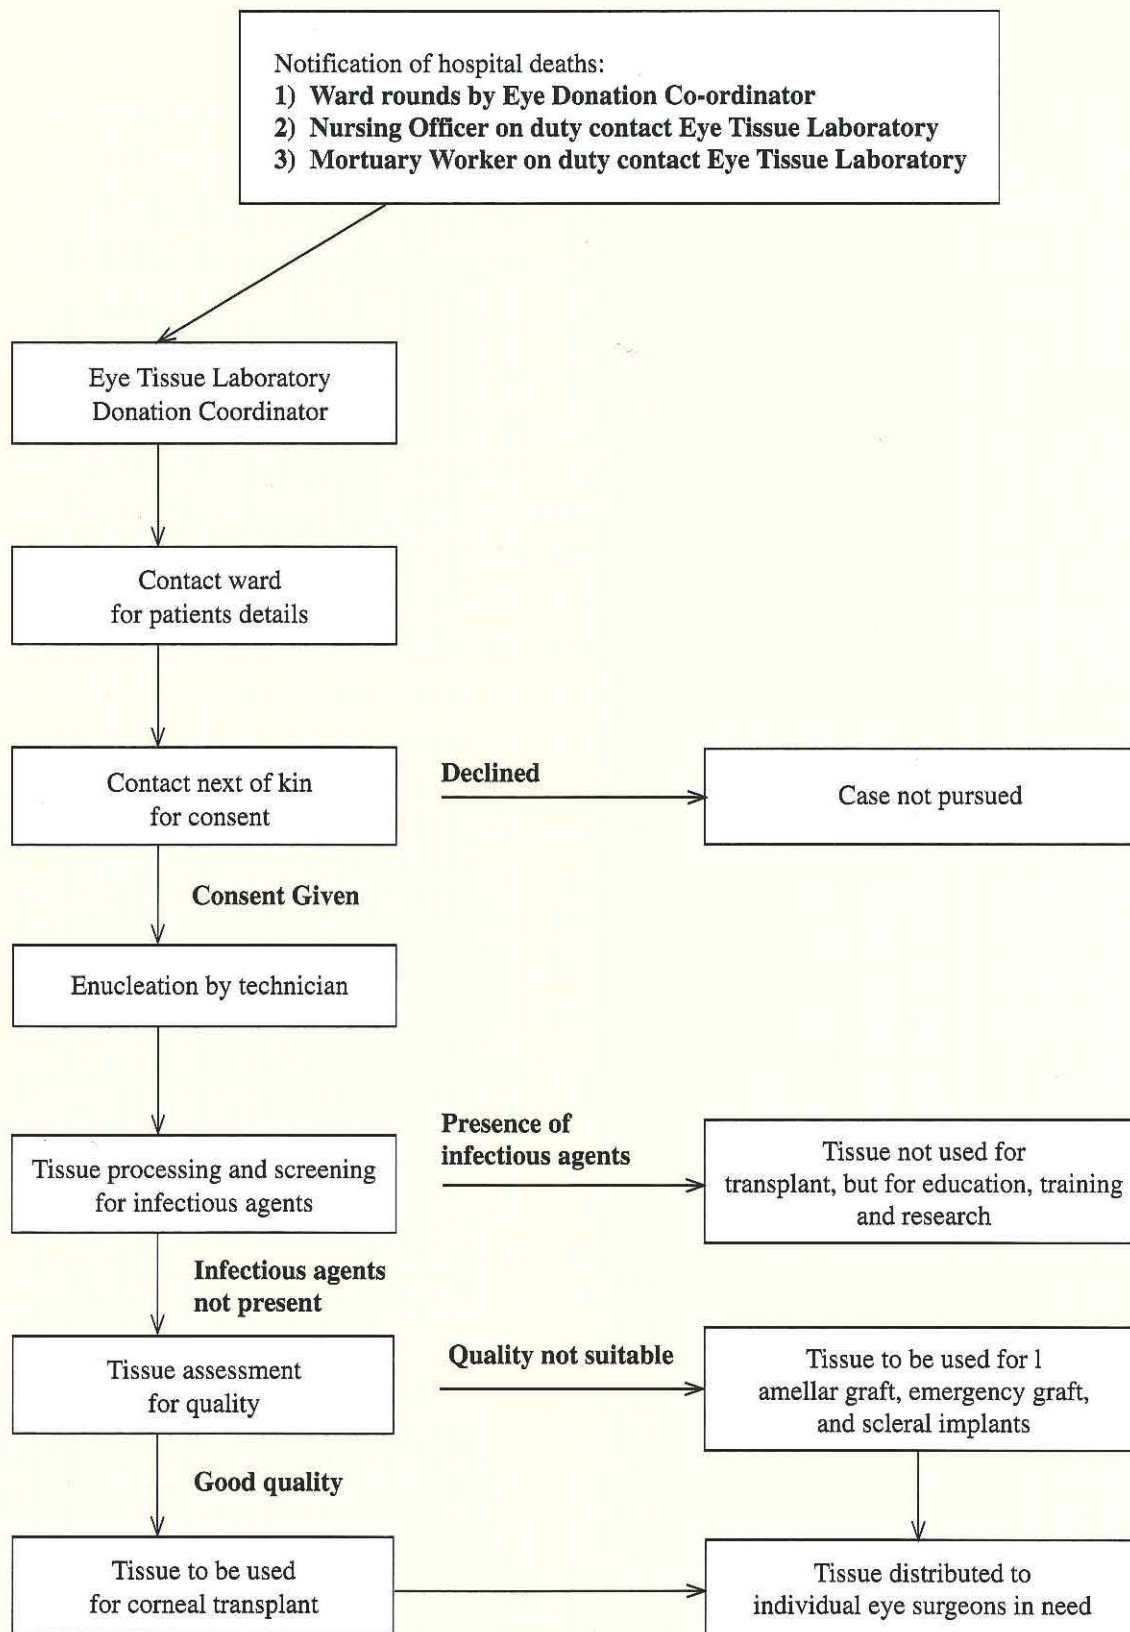 Notification of hospital deaths:
1) Ward rounds by Eye Donation Co-ordinator
2) Nursing Officer on duty contact Eye Tissue Laboratory
3) Mortuary Worker on duty contact Eye Tissue Laboratory
Eye Tissue Laboratory
Donation Coordinator
Contact ward
for patients details
Contact next of kin
for consent
Declined
Case not pursued
Consent Given
Enucleation by technician
Tissue processing and screening
for infectious agents
Presence of
infectious agents
Tissue not used for
transplant, but for education, training
and research
Infectious agents
not present
Tissue assessment
for quality
Quality not suitable
Tissue to be used for l
amellar graft, emergency graft,
and scleral implants
Good quality
Tissue to be used
for corneal transplant
Tissue distributed to
individual eye surgeons in need